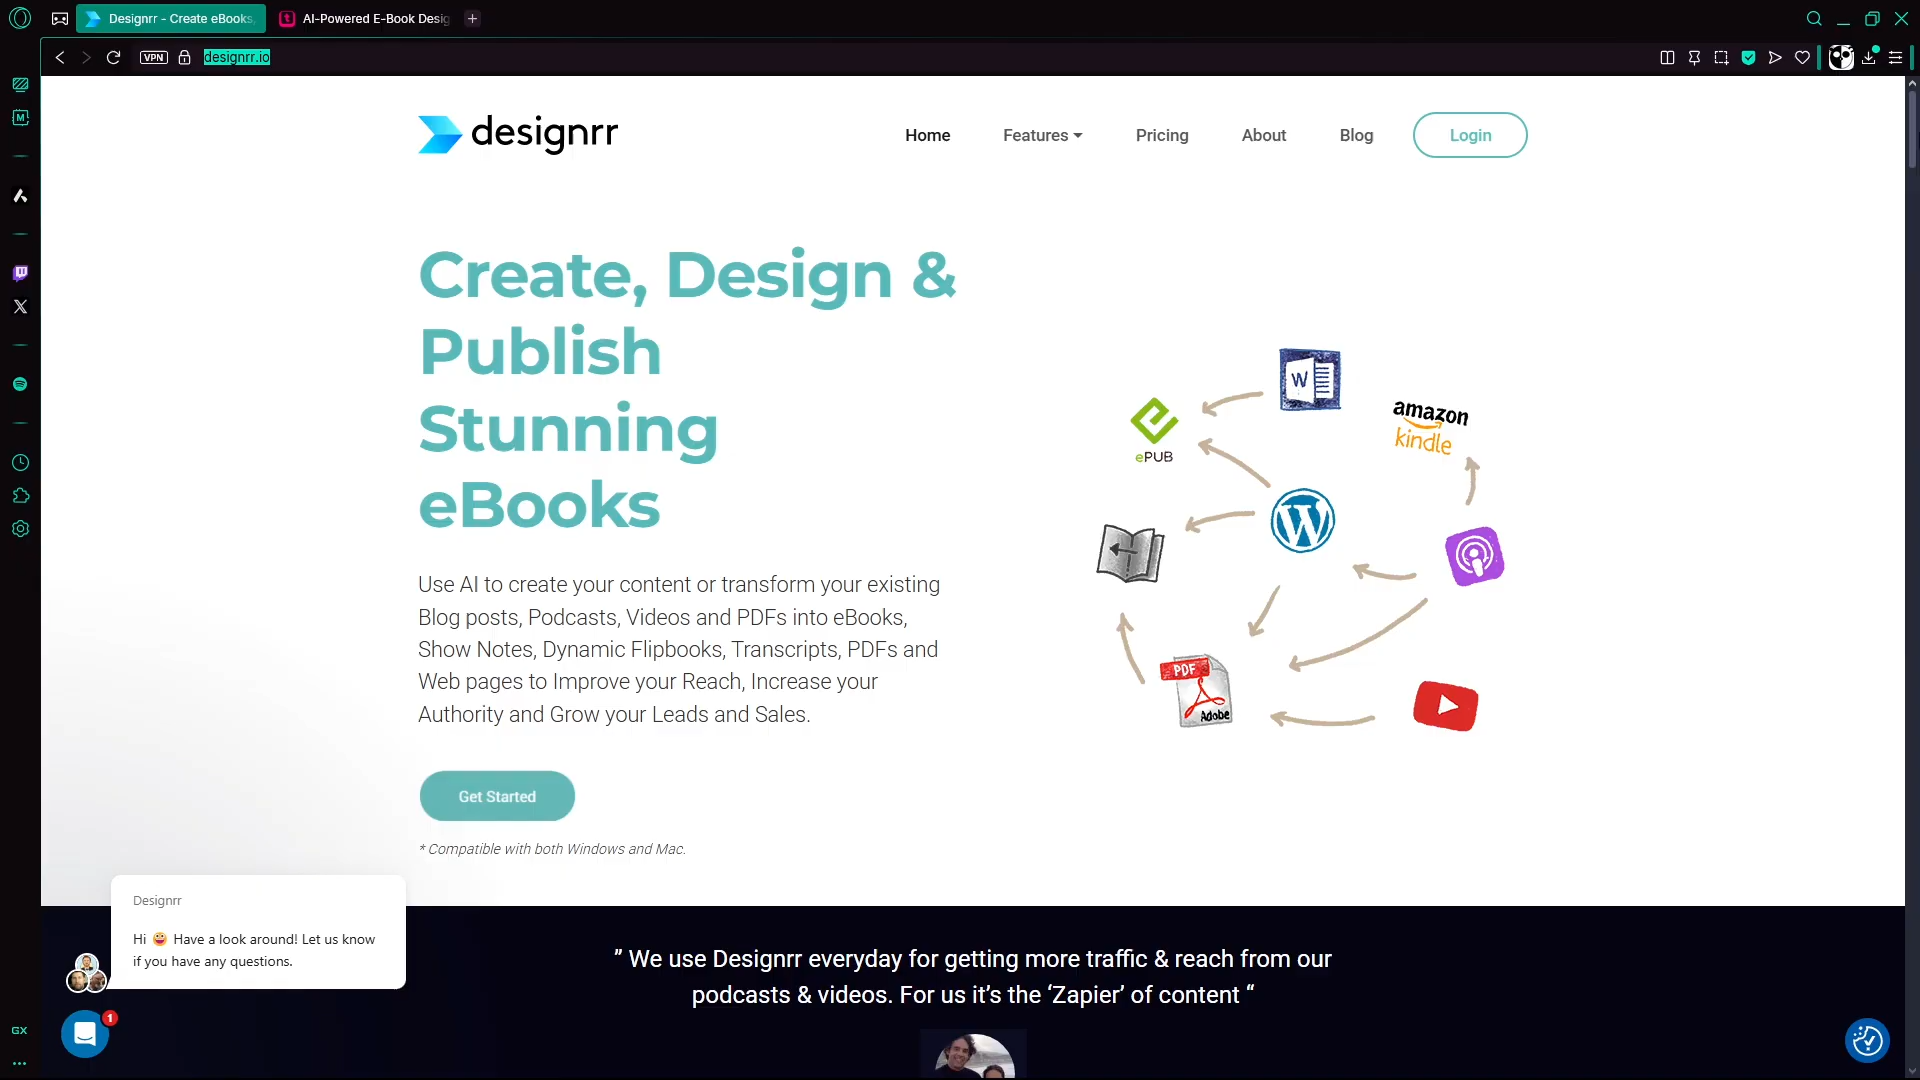 Designrr - Create eBooks,
AI-Powered E-Book Desig
VPN
designrr.io
M
designrr
Home
Features
Pricing
About
Blog
Login
Create, Design &
Publish
Stunning
eBooks
Use AI to create your content or transform your existing
Blog posts, Podcasts, Videos and PDFs into eBooks,
Show Notes, Dynamic Flipbooks, Transcripts, PDFs and
Web pages to Improve your Reach, Increase your
Authority and Grow your Leads and Sales.
Get Started
* Compatible with both Windows and Mac.
W
ePUB
amazon
kindle
W
PDF
Adobe
Designrr
Hi 😀 Have a look around! Let us know
if you have any questions.
1
GX
” We use Designrr everyday for getting more traffic & reach from our
podcasts & videos. For us it’s the ‘Zapier’ of content “